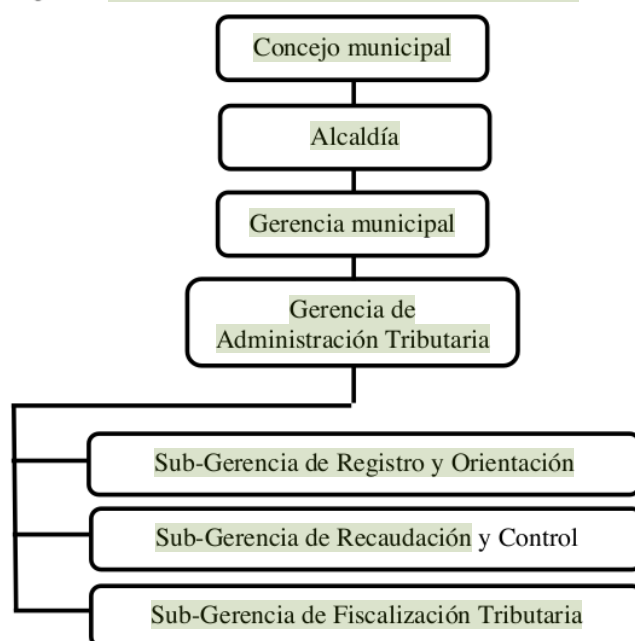 Concejo municipal
Alcaldía
Gerencia municipal
Gerencia de
Administración Tributaria
Sub-Gerencia de Registro y Orientación
Sub-Gerencia de Recaudación y Control
Sub-Gerencia de Fiscalización Tributaria